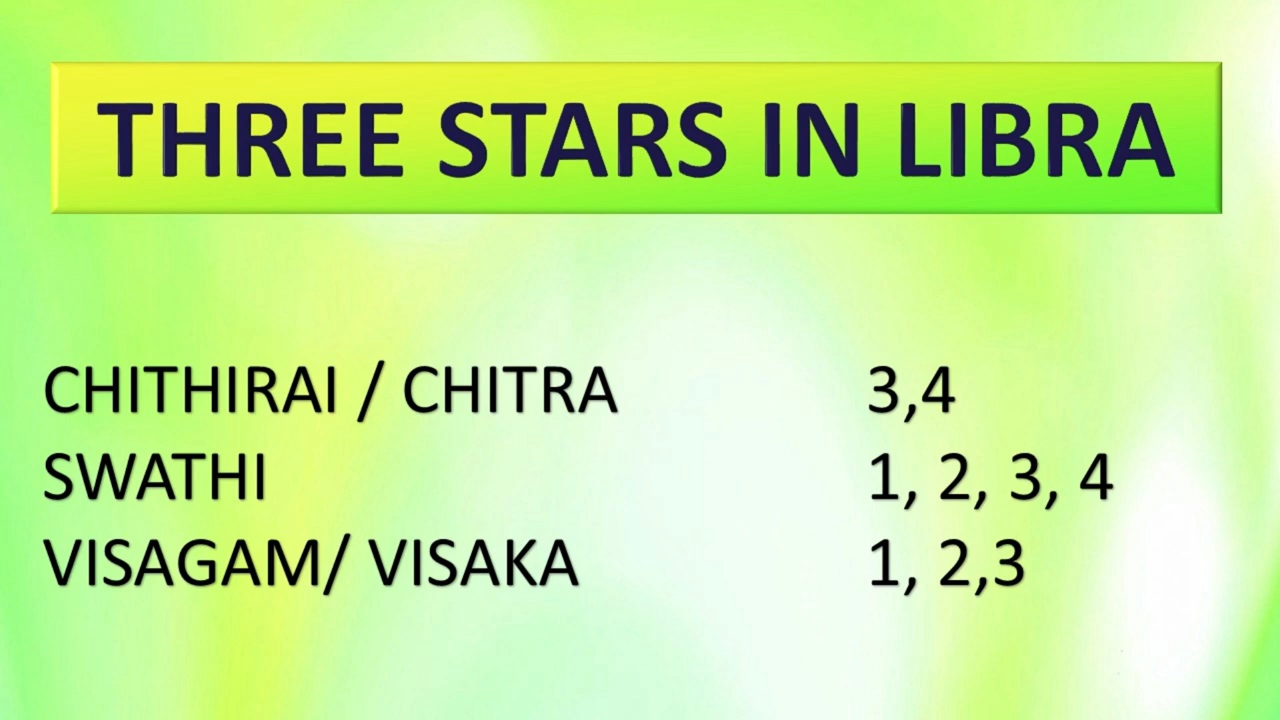 THREE STARS IN LIBRA
CHITHIRAI / CHITRA 3,4
SWATHI 1, 2, 3, 4
VISAGAM/ VISAKA 1, 2,3